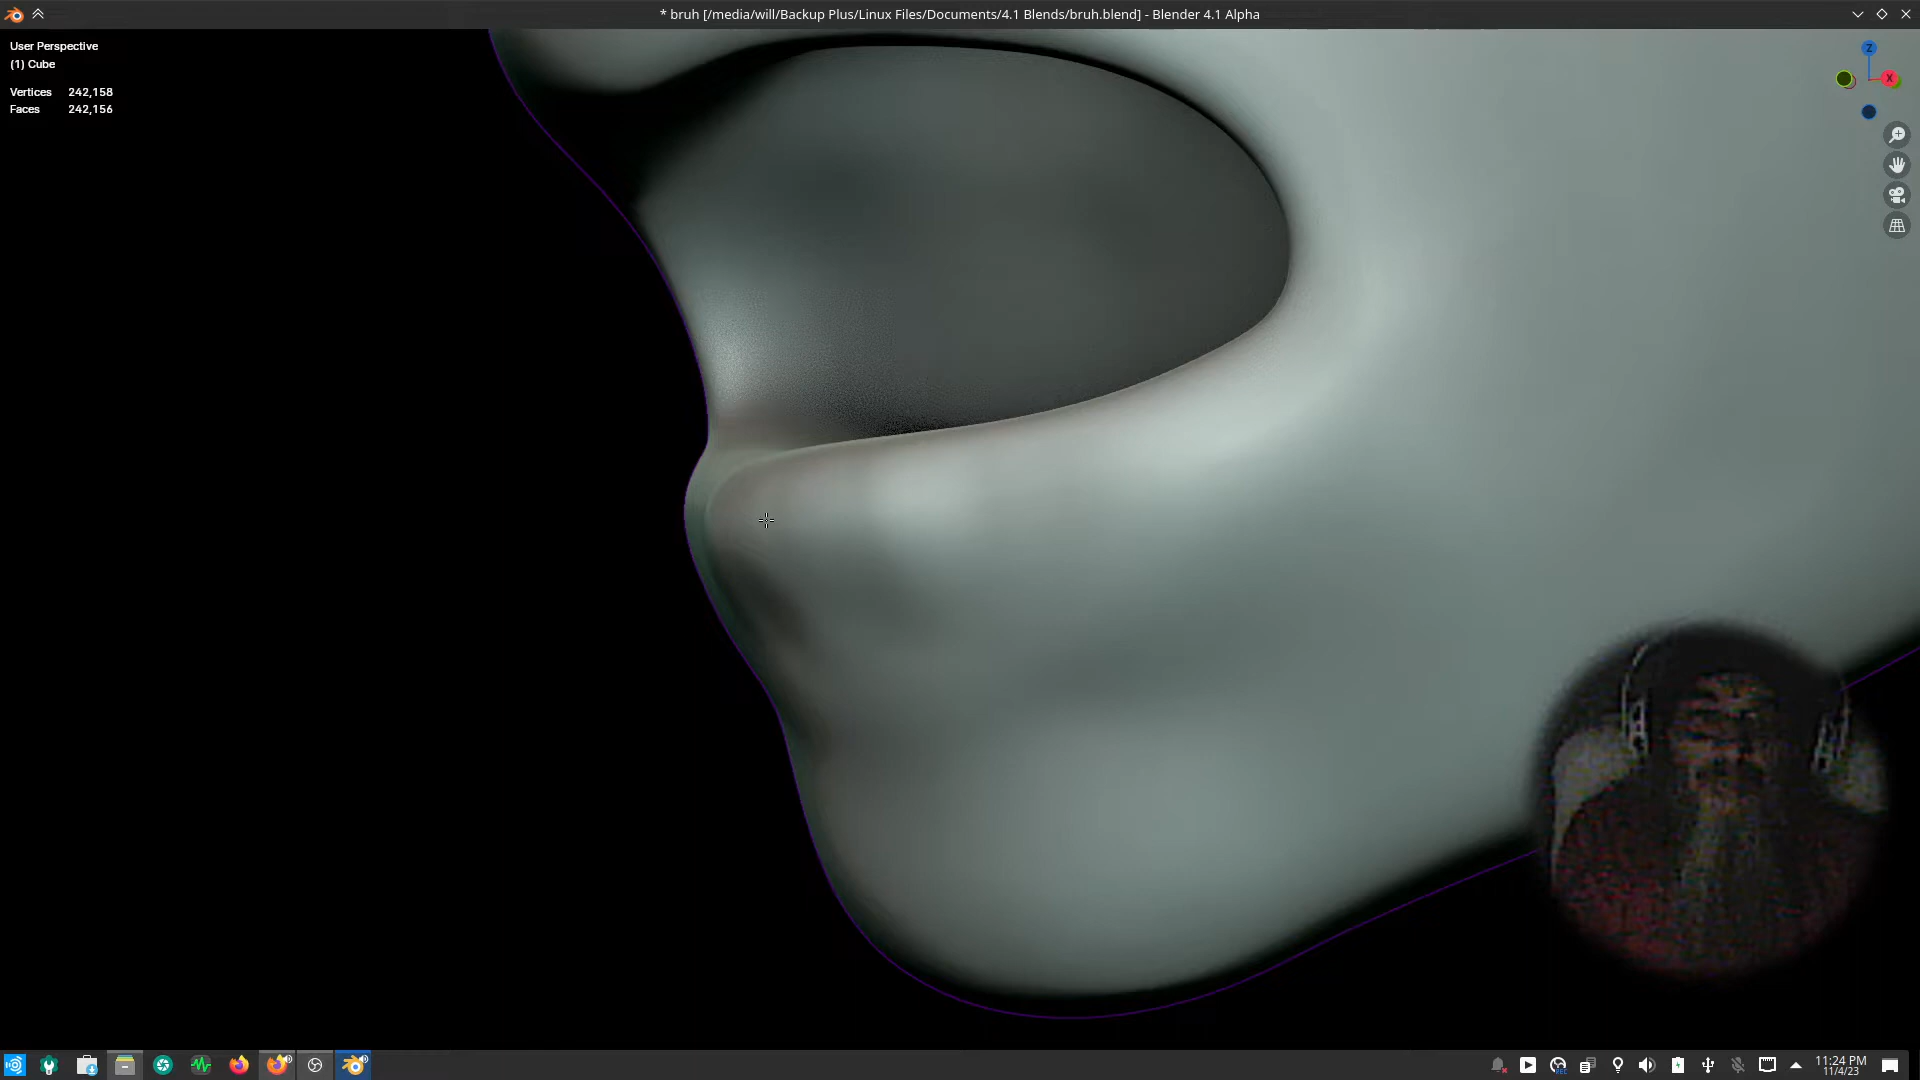 * bruh [/media/will/Backup Plus/Linux Files/Documents/4.1 Blends/bruh.blend] - Blender 4.1 Alpha
User Perspective
(1) Cube
Vertices 242,158
Faces 242,156
Z
X
REC
11:24 PM
11/4/23